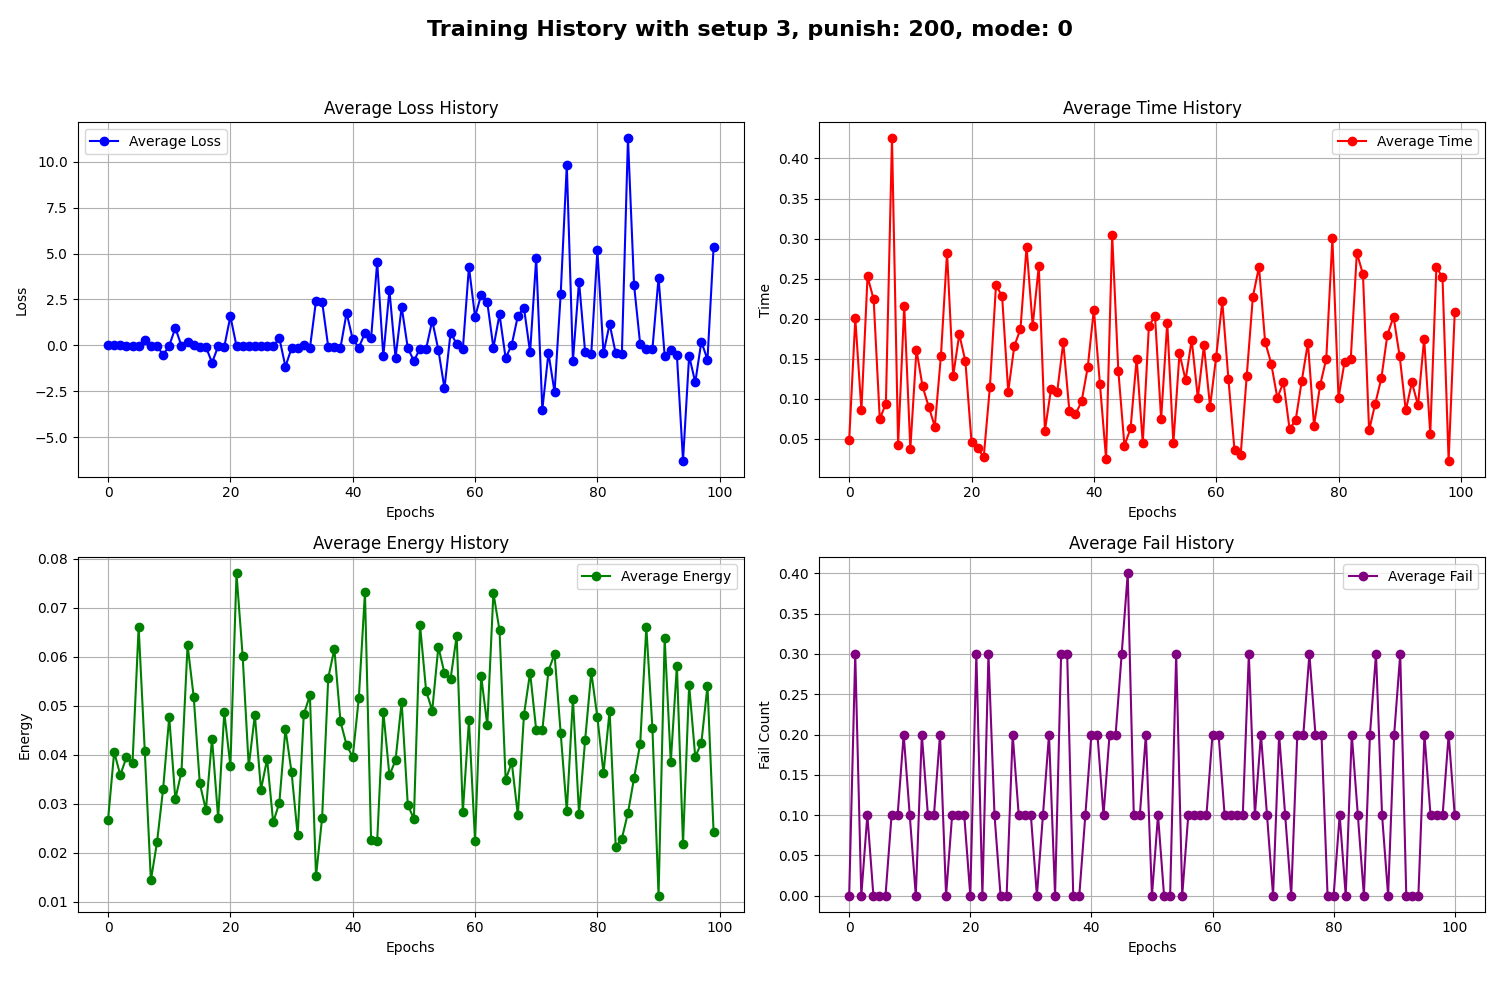 Training History with setup 3, punish: 200, mode: 0
Average Loss History
Average Loss
Loss
10.0
7.5
5.0
2.5
0.0
−2.5
−5.0
0 20 40 60 80 100
Epochs
Average Time History
Average Time
Time
0.40
0.35
0.30
0.25
0.20
0.15
0.10
0.05
0 20 40 60 80 100
Epochs
Average Energy History
Average Energy
Energy
0.08
0.07
0.06
0.05
0.04
0.03
0.02
0.01
0 20 40 60 80 100
Epochs
Average Fail History
Average Fail
Fail Count
0.40
0.35
0.30
0.25
0.20
0.15
0.10
0.05
0.00
0 20 40 60 80 100
Epochs